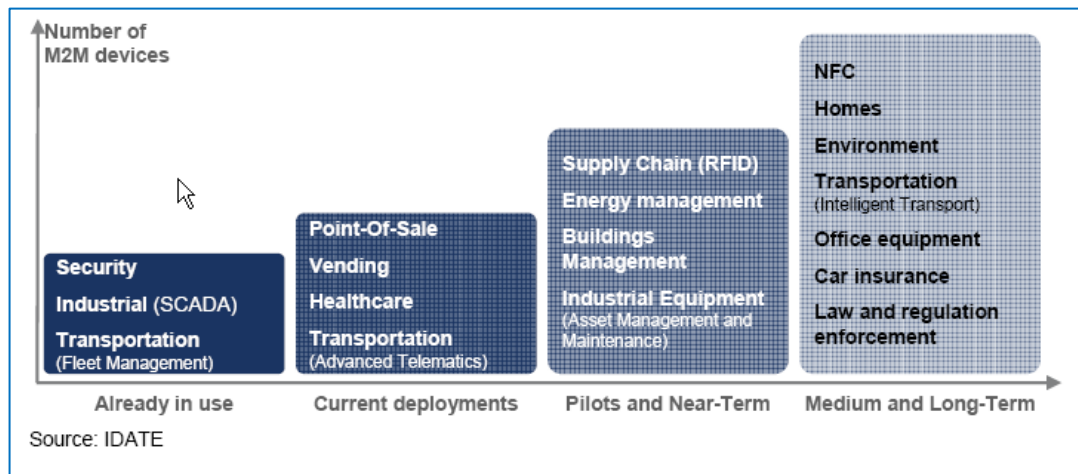 Number of
M2M devices
Security
Industrial (SCADA)
Transportation
(Fleet Management)
Point-Of-Sale
Vending
Healthcare
Transportation
(Advanced Telematics)
Supply Chain (RFID)
Energy management
Buildings
Management
Industrial Equipment
(Asset Management and
Maintenance)
NFC
Homes
Environment
Transportation
(Intelligent Transport)
Office equipment
Car insurance
Law and regulation
enforcement
Already in use
Current deployments
Pilots and Near-Term
Medium and Long-Term
Source: IDATE